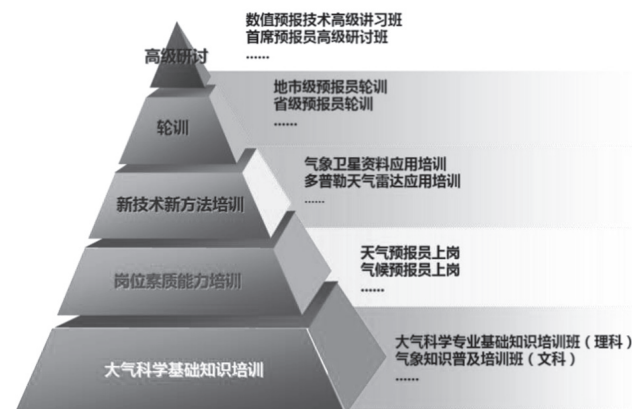 数值预报技术高级讲习班
首席预报员高级研讨班
······
高级研讨
地市级预报员轮训
省级预报员轮训
······
轮训
气象卫星资料应用培训
多普勒天气雷达应用培训
······
新技术新方法培训
天气预报员上岗
气候预报员上岗
······
岗位素质能力培训
大气科学专业基础知识培训班（理科）
气象知识普及培训班（文科）
······
大气科学基础知识培训